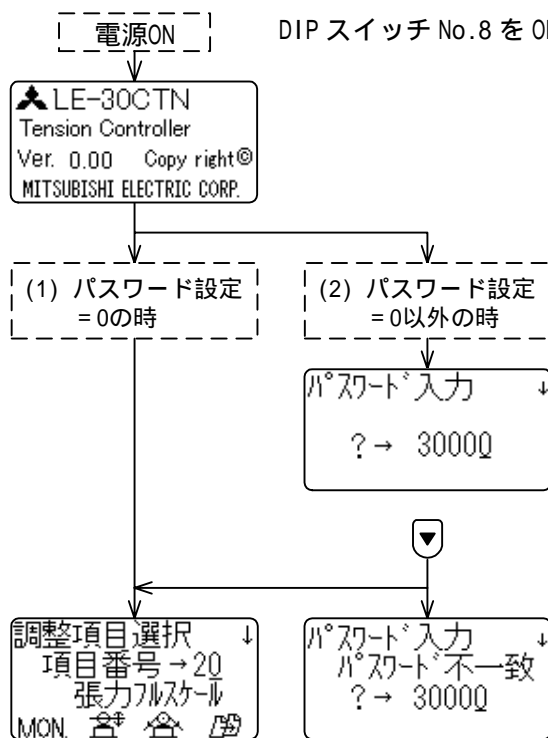 電源ON
DIP スイッチ No.8 を
LE-30CTN
Tension Controller
Ver. 0.00 Copy right©
MITSUBISHI ELECTRIC CORP.
(1) パスワード設定
=0の時
(2) パスワード設定
=0以外の時
パスワード入力 ↓
?→ 30000
▼
調整項目選択 ↓
項目番号→20
張力フルスケール
MON.
パスワード入力
パスワード不一致
?→ 30000